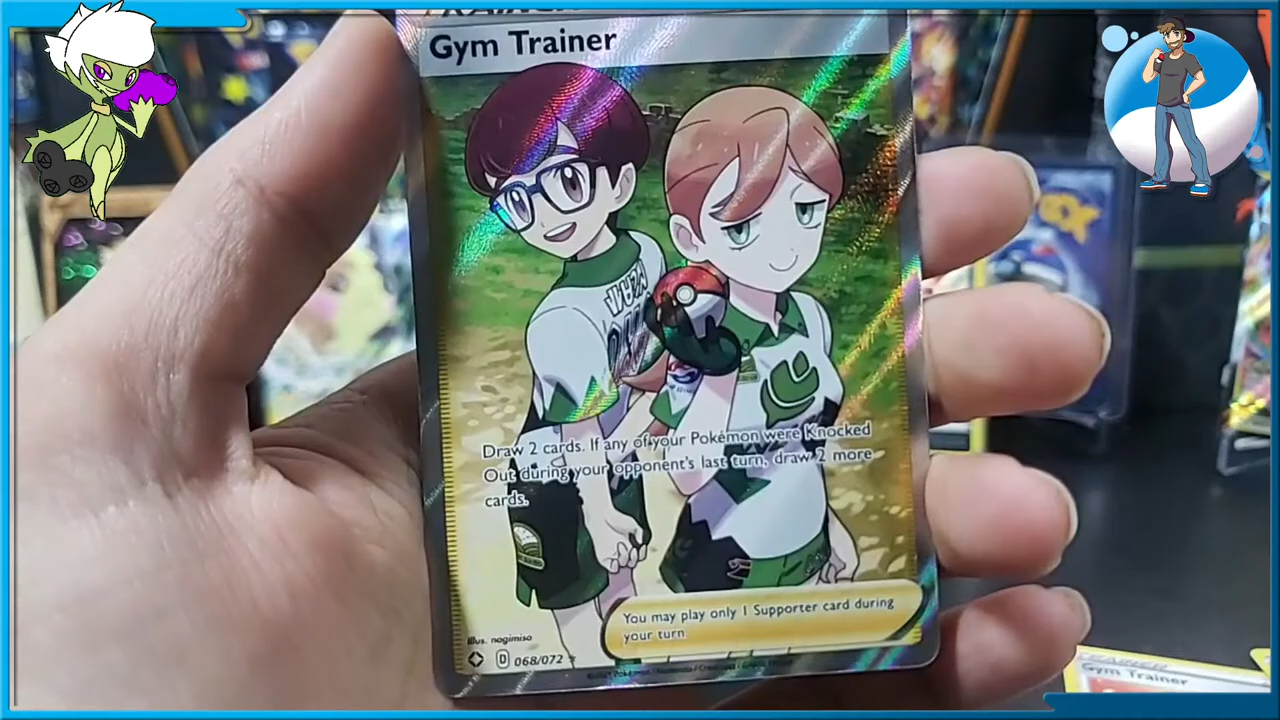 Gym Trainer
Draw 2 cards. If any of your Pokémon were Knocked
Out during your opponent's last turn, draw 2 more
cards.
You may play only 1 Supporter card during
your turn.
Illus. nagimiso
D 068/072
TRAINER
Gym Trainer